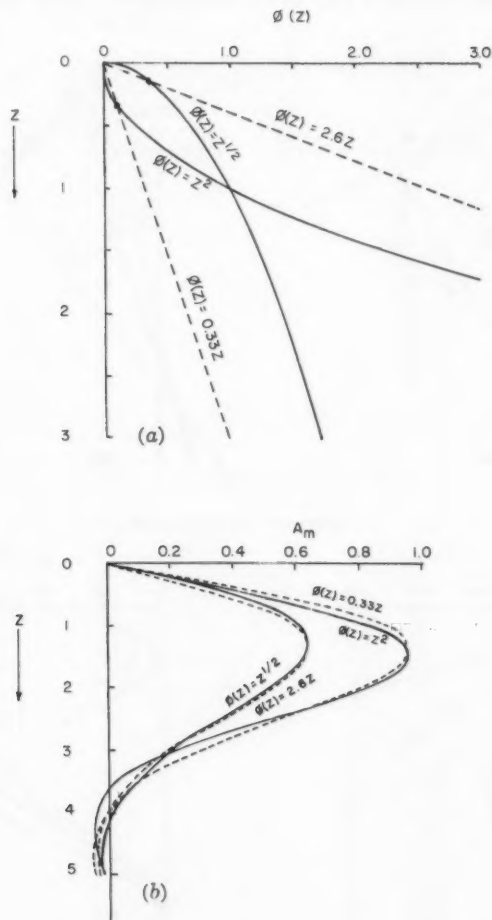 Ø(Z)
0 1.0 2.0 3.0
0
Z
1
2
3
Ø(Z)=Z^1/2
Ø(Z)=2.6Z
Ø(Z)=Z^2
Ø(Z)=0.33Z
(a)
A_m
0 0.2 0.4 0.6 0.8 1.0
0
Z
1
2
3
4
5
Ø(Z)=0.33Z
Ø(Z)=Z^2
Ø(Z)=Z^1/2
Ø(Z)=2.6Z
(b)